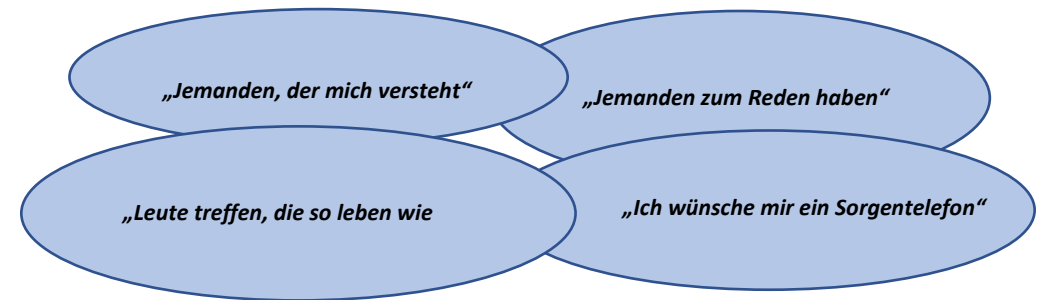 „Jemanden, der mich versteht“
„Jemanden zum Reden haben“
„Leute treffen, die so leben wie
„Ich wünsche mir ein Sorgentelefon“